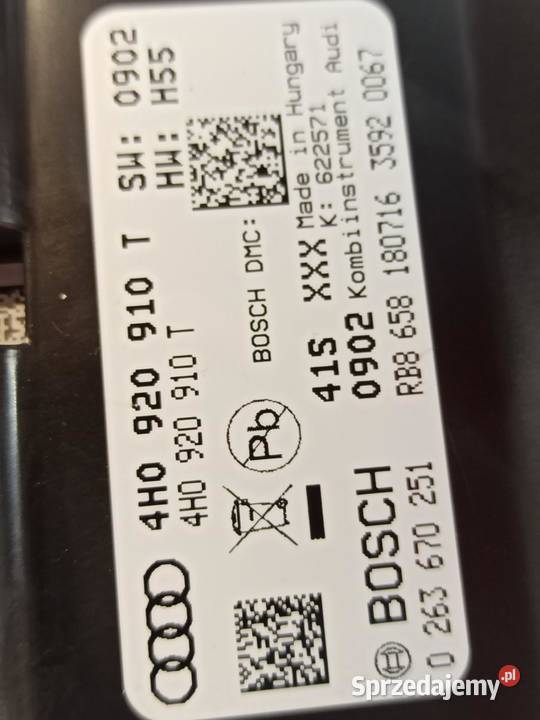 4H0 920 910 T SW: 0902
4H0 920 910 T HW: H55
Pb BOSCH DMC:
41S XXX Made in Hungary
K: 622571
0902 Kombiinstrument Audi
BOSCH RB8 658 180716 3592 0067
0 263 670 251
Sprzedajemy.pl